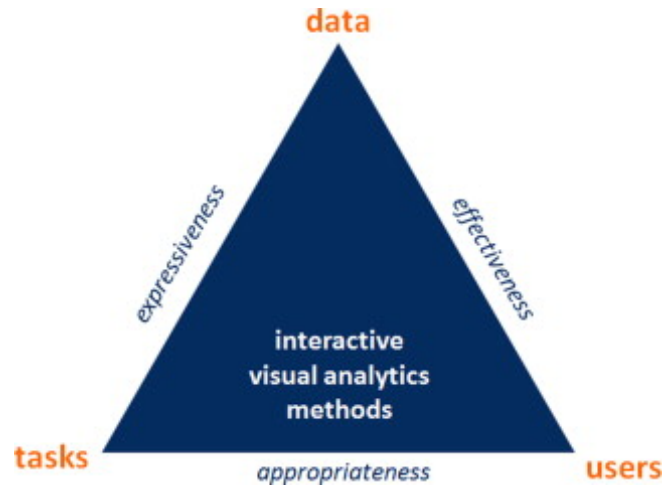 data
expressiveness
effectiveness
interactive
visual analytics
methods
tasks
appropriateness
users